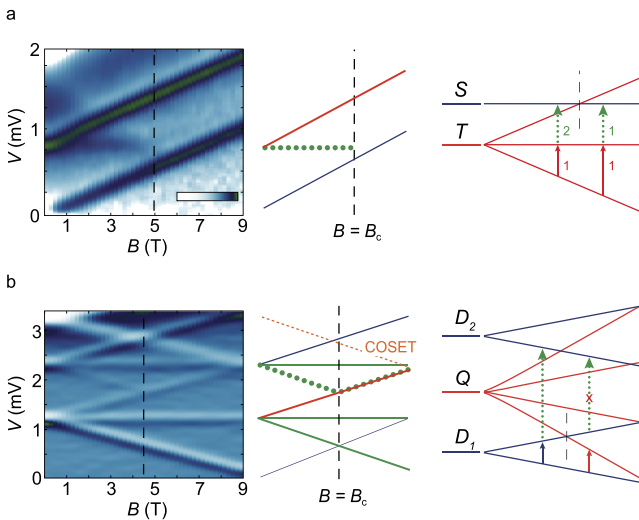 a
2
1
0
V (mV)
1 3 5 7 9
B (T)
B = Bc
S
T
2 1
1 1
b
3
2
1
0
V (mV)
1 3 5 7 9
B (T)
COSET
B = Bc
D2
Q
D1
x